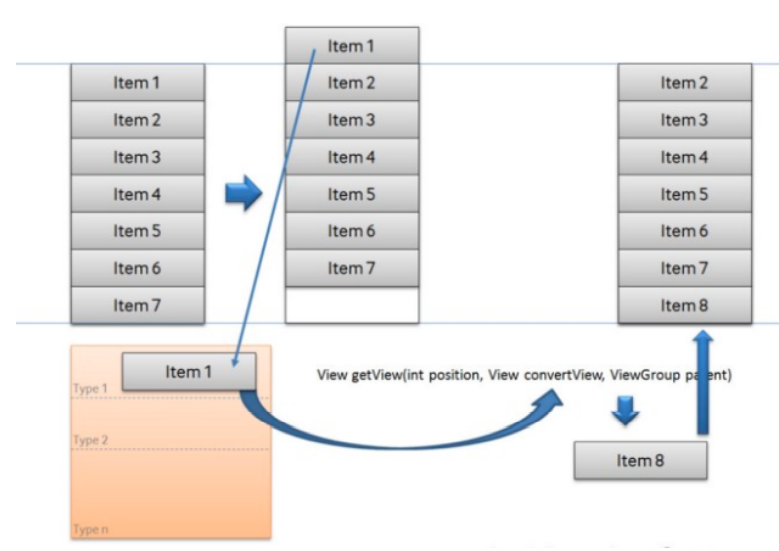 Item 1
Item 2
Item 3
Item 4
Item 5
Item 6
Item 7
Item 1
Item 2
Item 3
Item 4
Item 5
Item 6
Item 7
Item 2
Item 3
Item 4
Item 5
Item 6
Item 7
Item 8
Item 1
Type 1
Type 2
Type n
View getView(int position, View convertView, ViewGroup parent)
Item 8